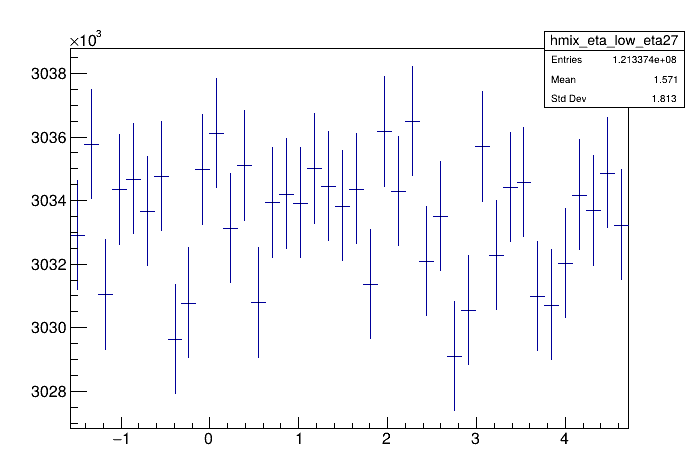 ×10³
hmix_eta_low_eta27
Entries 1.213374e+08
Mean 1.571
Std Dev 1.813
3038
3036
3034
3032
3030
3028
−1 0 1 2 3 4